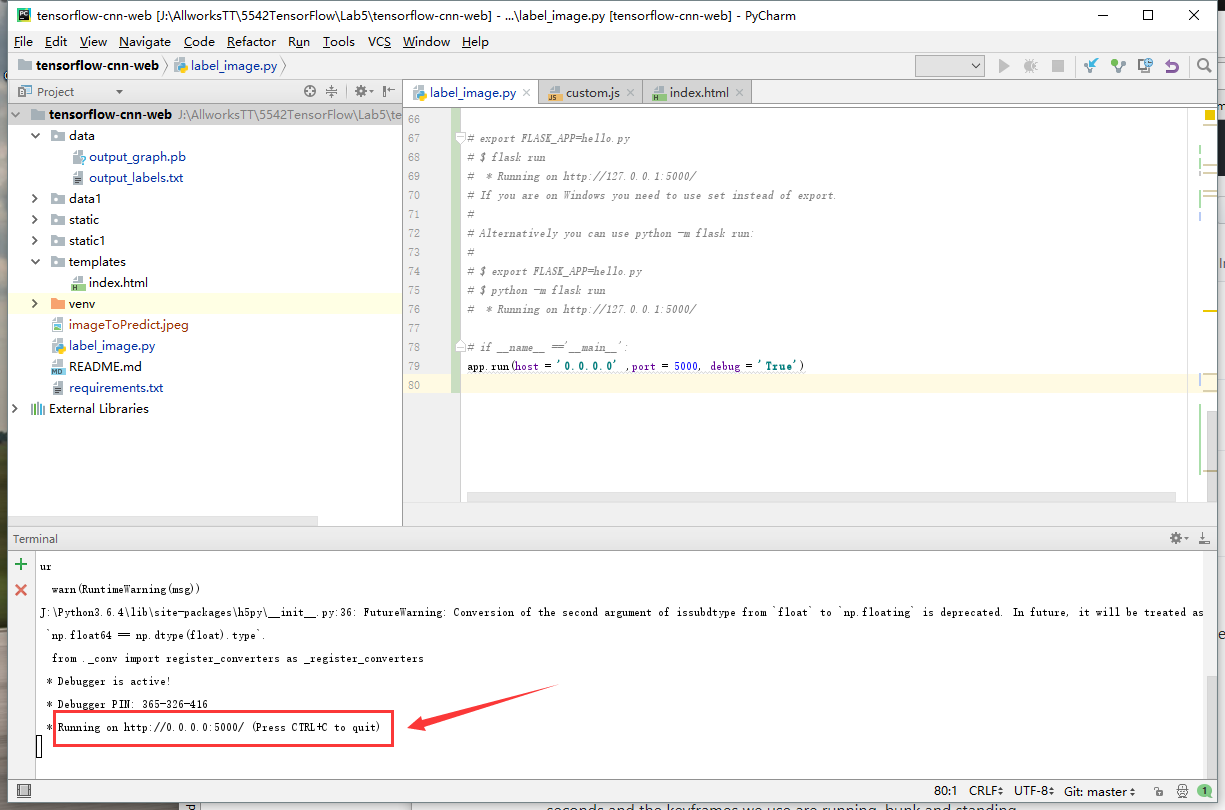 tensorflow-cnn-web [J:\AllworksTT\5542TensorFlow\Lab5\tensorflow-cnn-web] - ...\label_image.py [tensorflow-cnn-web] - PyCharm
File Edit View Navigate Code Refactor Run Tools VCS Window Help
tensorflow-cnn-web label_image.py
Project
label_image.py custom.js index.html
tensorflow-cnn-web J:\AllworksTT\5542TensorFlow\Lab5\te
data
output_graph.pb
output_labels.txt
data1
static
static1
templates
index.html
venv
imageToPredict.jpeg
label_image.py
README.md
requirements.txt
External Libraries
66
67 # export FLASK_APP=hello.py
68 # $ flask run
69 # * Running on http://127.0.0.1:5000/
70 # If you are on Windows you need to use set instead of export.
71 #
72 # Alternatively you can use python -m flask run:
73 #
74 # $ export FLASK_APP=hello.py
75 # $ python -m flask run
76 # * Running on http://127.0.0.1:5000/
77
78 # if __name__ =='__main__':
79 app.run(host = '0.0.0.0' ,port = 5000, debug = 'True')
80
Terminal
ur
warn(RuntimeWarning(msg))
J:\Python3.6.4\lib\site-packages\h5py\__init__.py:36: FutureWarning: Conversion of the second argument of issubdtype from `float` to `np.floating` is deprecated. In future, it will be treated as
`np.float64 == np.dtype(float).type`.
from ._conv import register_converters as _register_converters
* Debugger is active!
* Debugger PIN: 365-326-416
* Running on http://0.0.0.0:5000/ (Press CTRL+C to quit)
80:1 CRLF UTF-8 Git: master 1